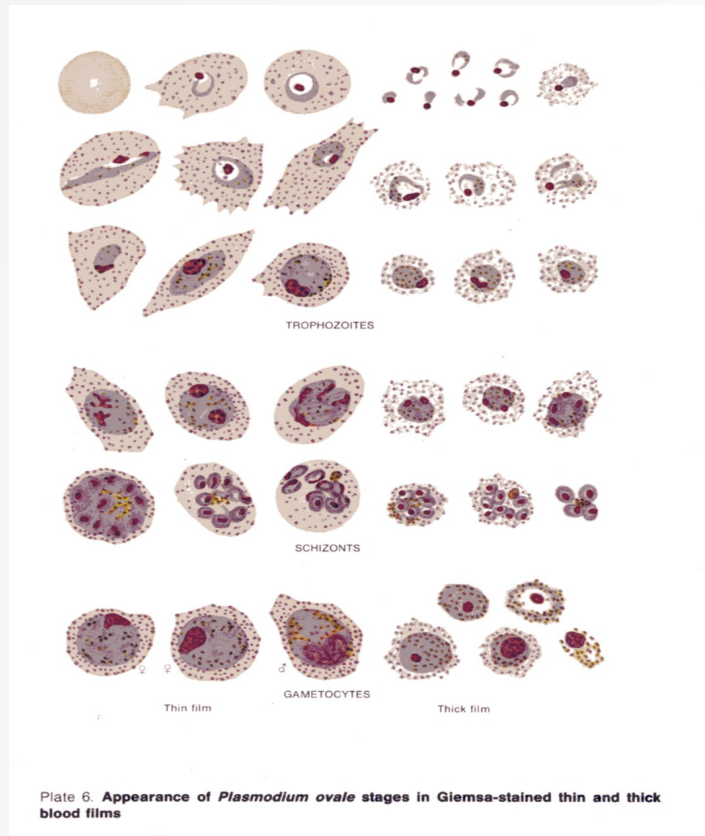 TROPHOZOITES
SCHIZONTS
♀ ♀ ♂
GAMETOCYTES
Thin film Thick film
Plate 6. Appearance of Plasmodium ovale stages in Giemsa-stained thin and thick
blood films